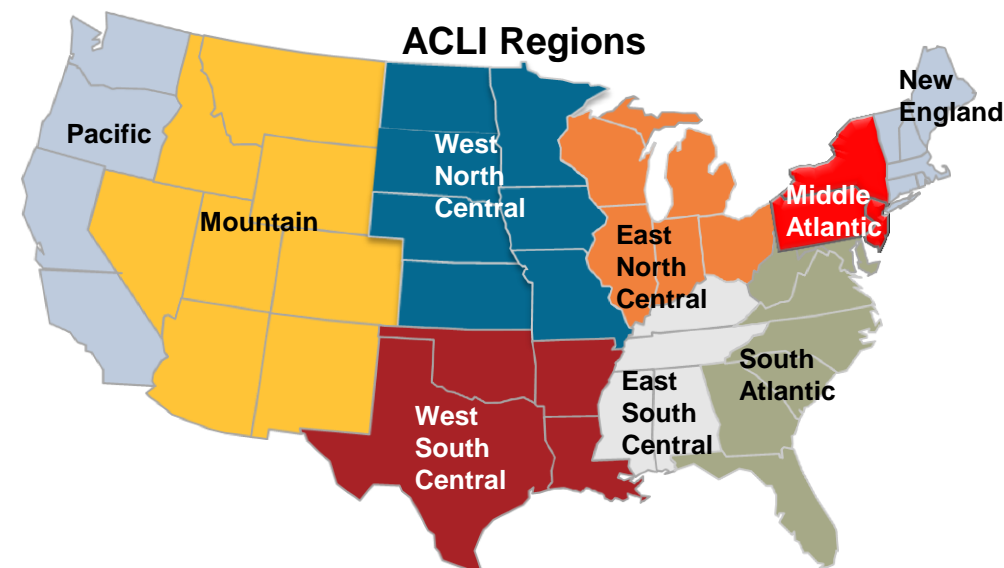 ACLI Regions
New
England
Pacific
West
North
Central
Middle
Atlantic
Mountain
East
North
Central
South
Atlantic
East
South
Central
West
South
Central